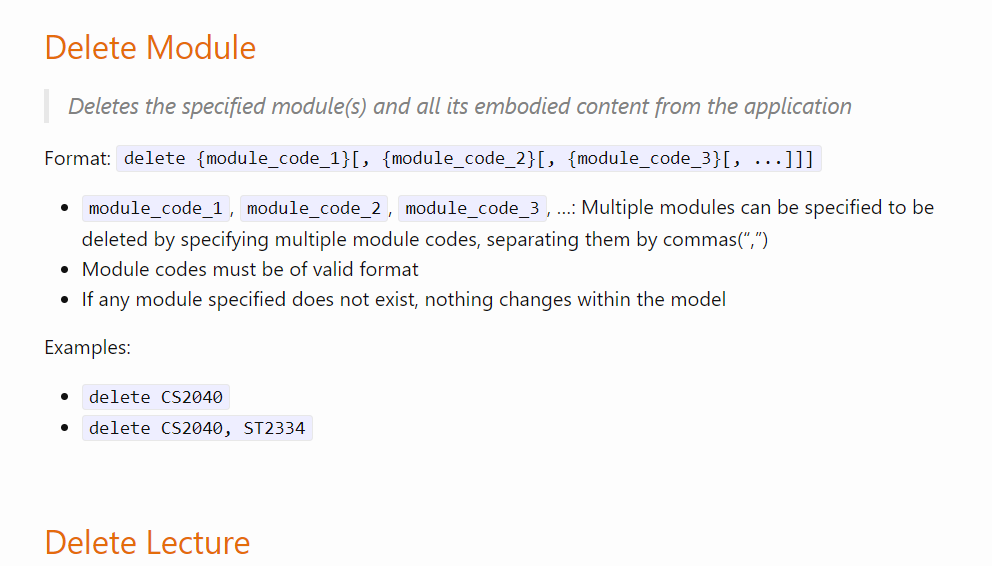 Delete Module
Deletes the specified module(s) and all its embodied content from the application
Format: delete {module_code_1}[, {module_code_2}[, {module_code_3}[, ...]]]
module_code_1, module_code_2, module_code_3, …: Multiple modules can be specified to be
deleted by specifying multiple module codes, separating them by commas(“,”)
Module codes must be of valid format
If any module specified does not exist, nothing changes within the model
Examples:
delete CS2040
delete CS2040, ST2334
Delete Lecture